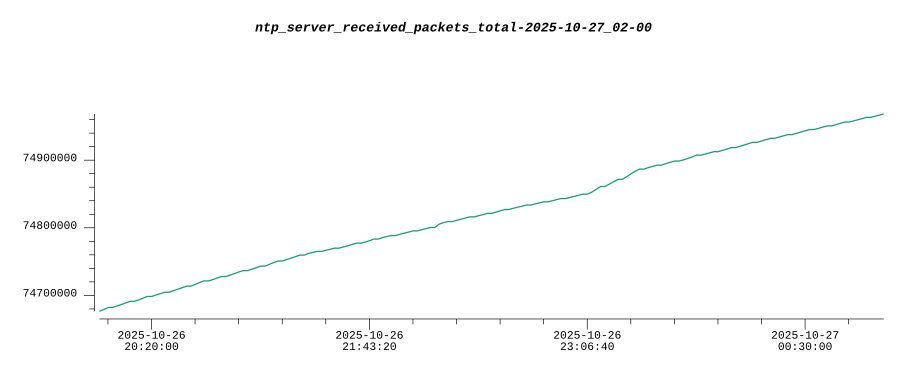 ntp_server_received_packets_total-2025-10-27_02-00
74900000
74800000
74700000
2025-10-26 2025-10-26 2025-10-26 2025-10-27
20:20:00 21:43:20 23:06:40 00:30:00